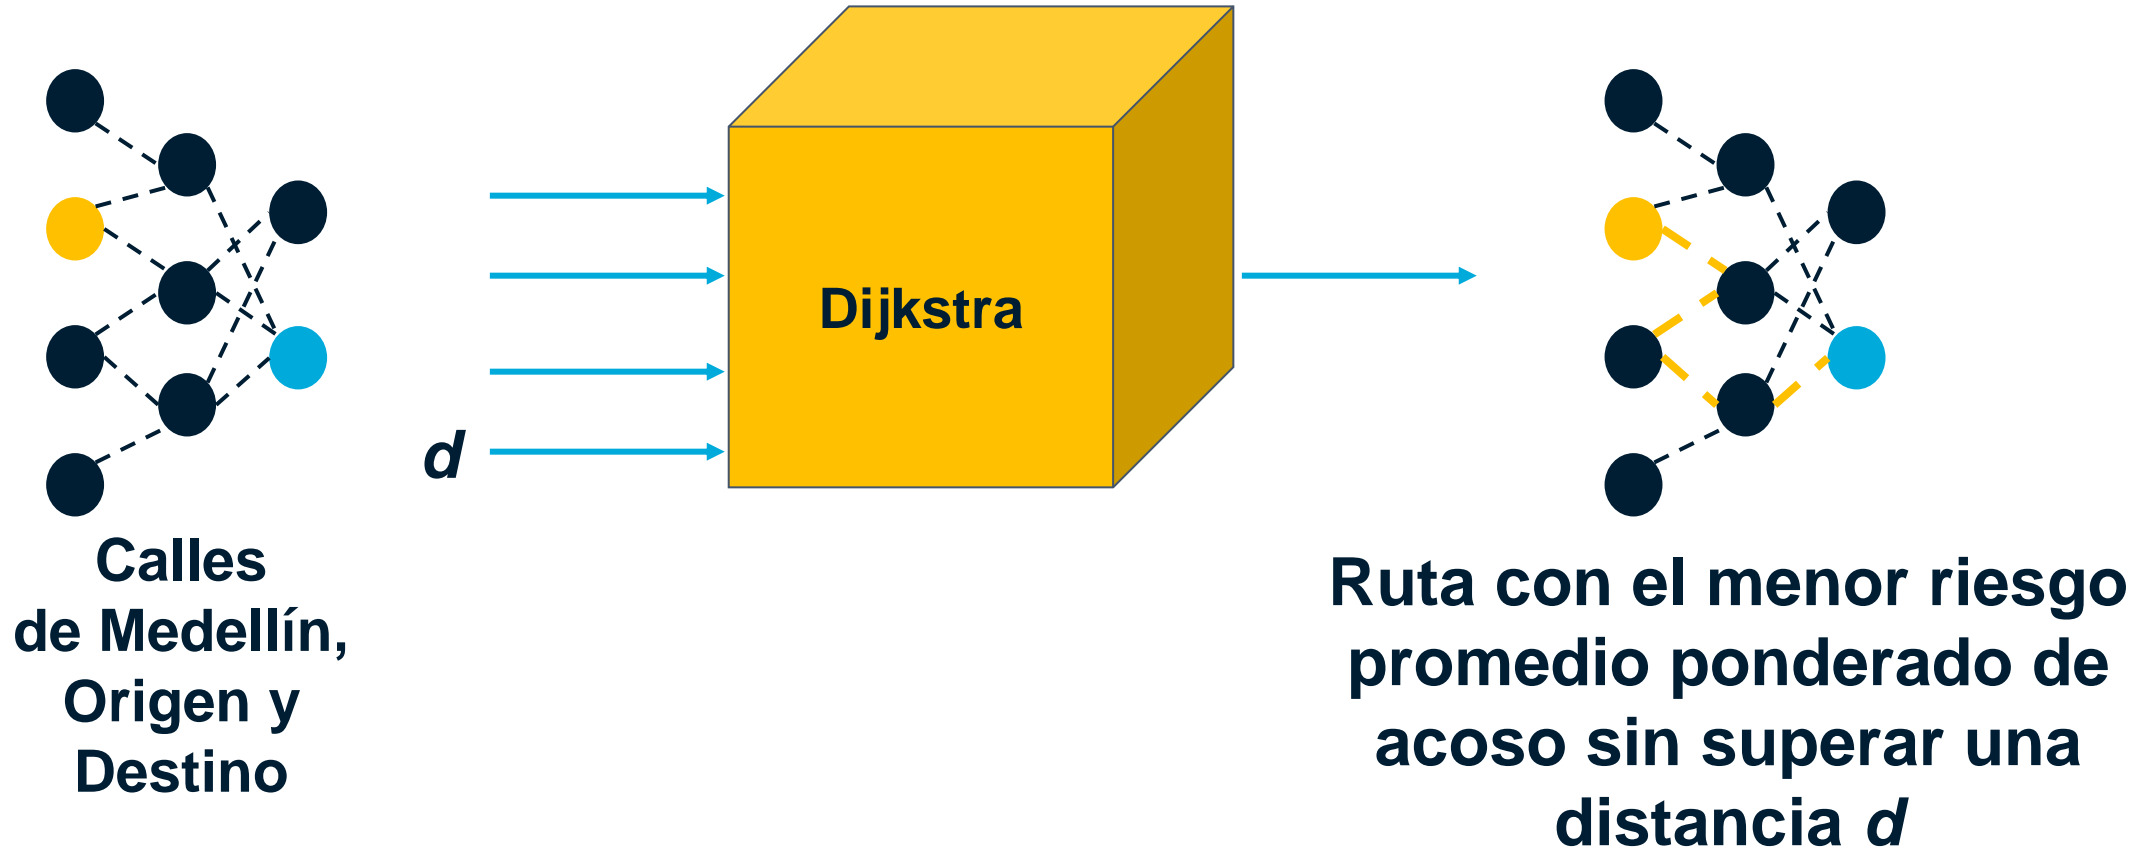 Dijkstra
d
Calles
de Medellín,
Origen y
Destino
Ruta con el menor riesgo
promedio ponderado de
acoso sin superar una
distancia d